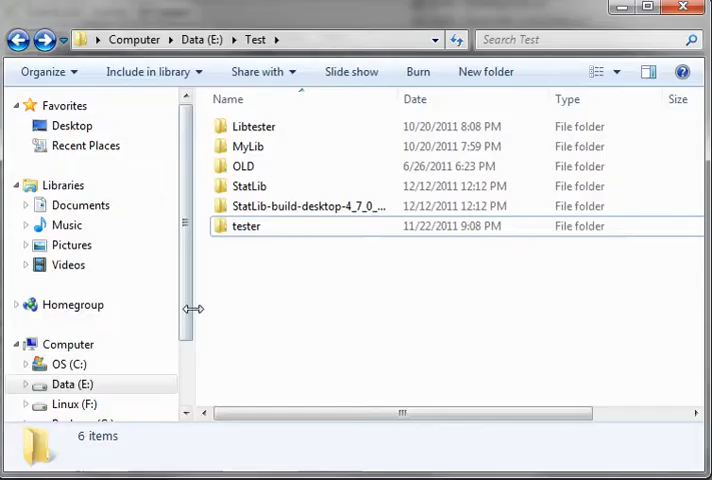 Computer Data (E:) Test Search Test
Organize Include in library Share with Slide show Burn New folder
Name Date Type Size
Favorites
Desktop
Recent Places
Libraries
Documents
Music
Pictures
Videos
Homegroup
Computer
OS (C:)
Data (E:)
Linux (F:)
Libtester 10/20/2011 8:08 PM File folder
MyLib 10/20/2011 7:59 PM File folder
OLD 6/26/2011 6:23 PM File folder
StatLib 12/12/2011 12:12 PM File folder
StatLib-build-desktop-4_7_0_... 12/12/2011 12:12 PM File folder
tester 11/22/2011 9:08 PM File folder
6 items